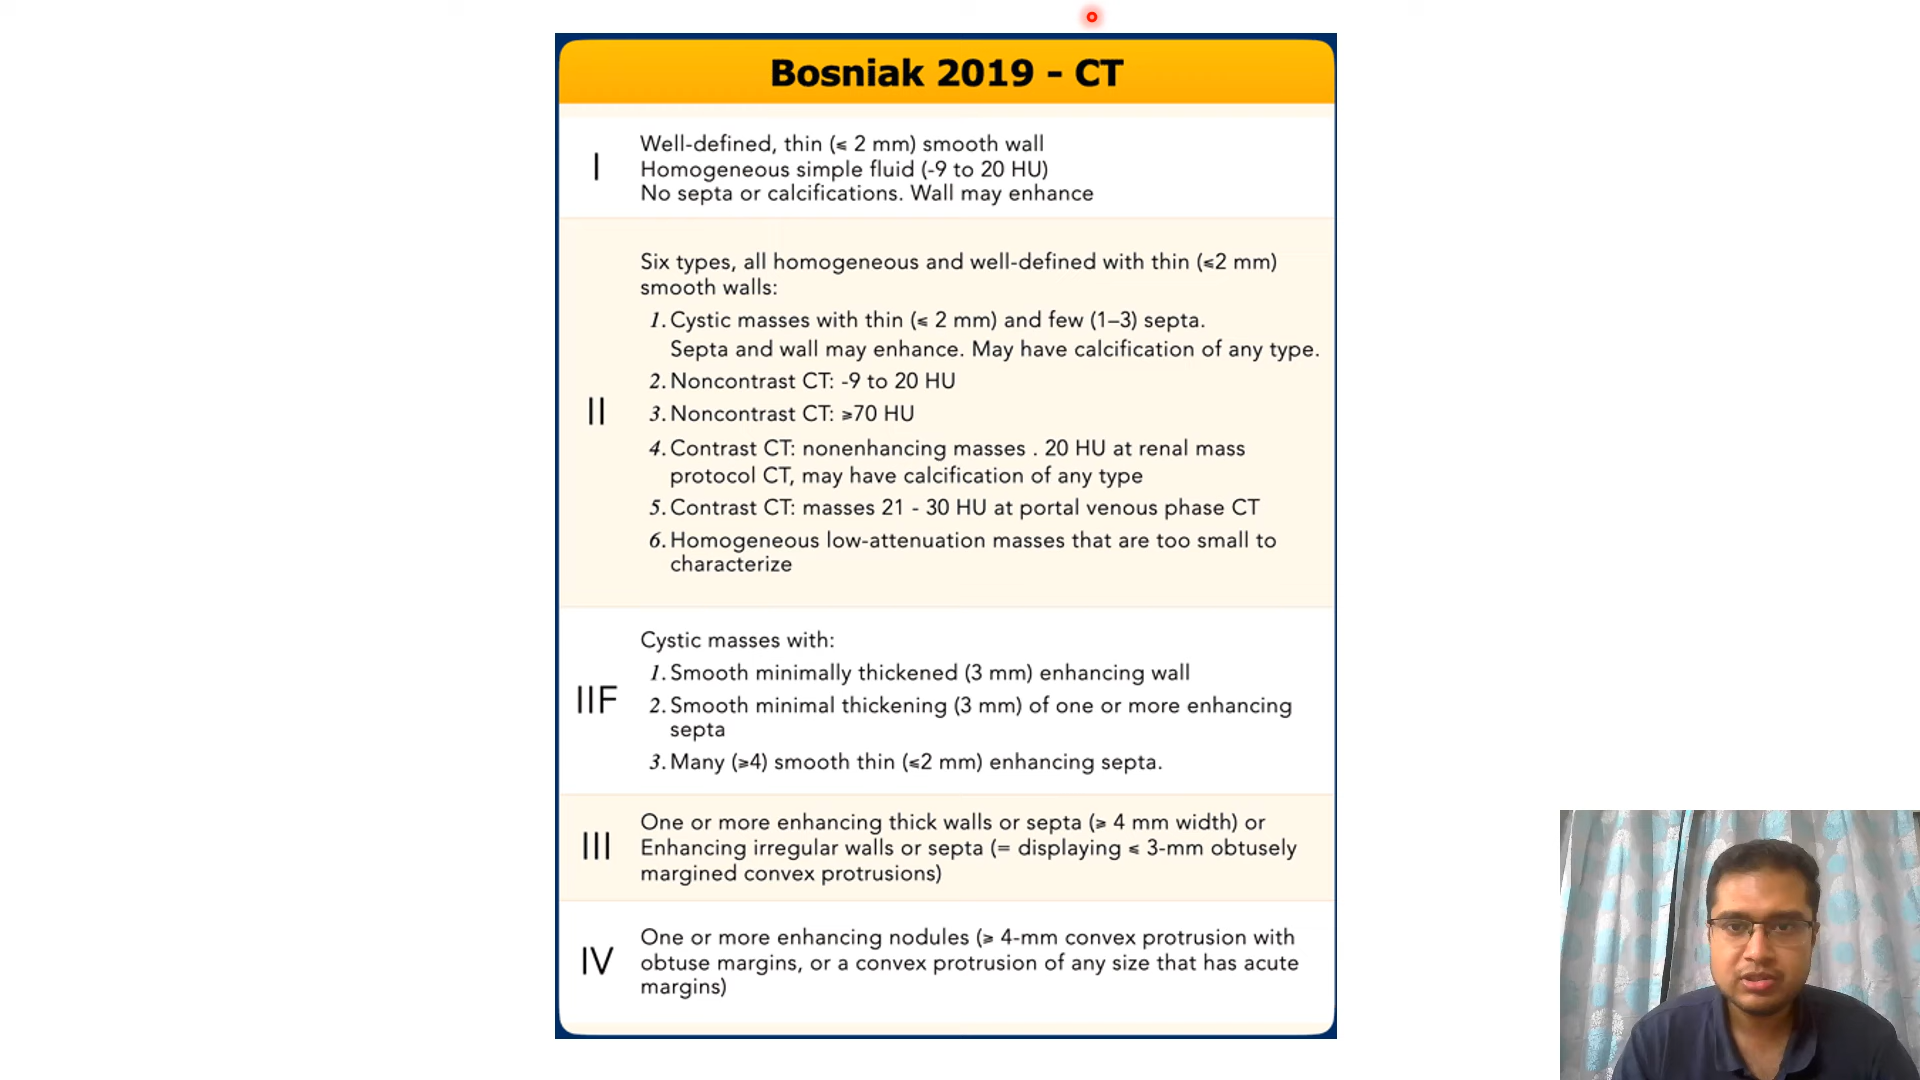 Bosniak 2019 - CT
I
Well-defined, thin (⩽ 2 mm) smooth wall
Homogeneous simple fluid (-9 to 20 HU)
No septa or calcifications. Wall may enhance
II
Six types, all homogeneous and well-defined with thin (⩽2 mm)
smooth walls:
1. Cystic masses with thin (⩽ 2 mm) and few (1–3) septa.
Septa and wall may enhance. May have calcification of any type.
2. Noncontrast CT: -9 to 20 HU
3. Noncontrast CT: ⩾70 HU
4. Contrast CT: nonenhancing masses . 20 HU at renal mass
protocol CT, may have calcification of any type
5. Contrast CT: masses 21 - 30 HU at portal venous phase CT
6. Homogeneous low-attenuation masses that are too small to
characterize
IIF
Cystic masses with:
1. Smooth minimally thickened (3 mm) enhancing wall
2. Smooth minimal thickening (3 mm) of one or more enhancing
septa
3. Many (⩾4) smooth thin (⩽2 mm) enhancing septa.
III
One or more enhancing thick walls or septa (⩾ 4 mm width) or
Enhancing irregular walls or septa (= displaying ⩽ 3-mm obtusely
margined convex protrusions)
IV
One or more enhancing nodules (⩾ 4-mm convex protrusion with
obtuse margins, or a convex protrusion of any size that has acute
margins)